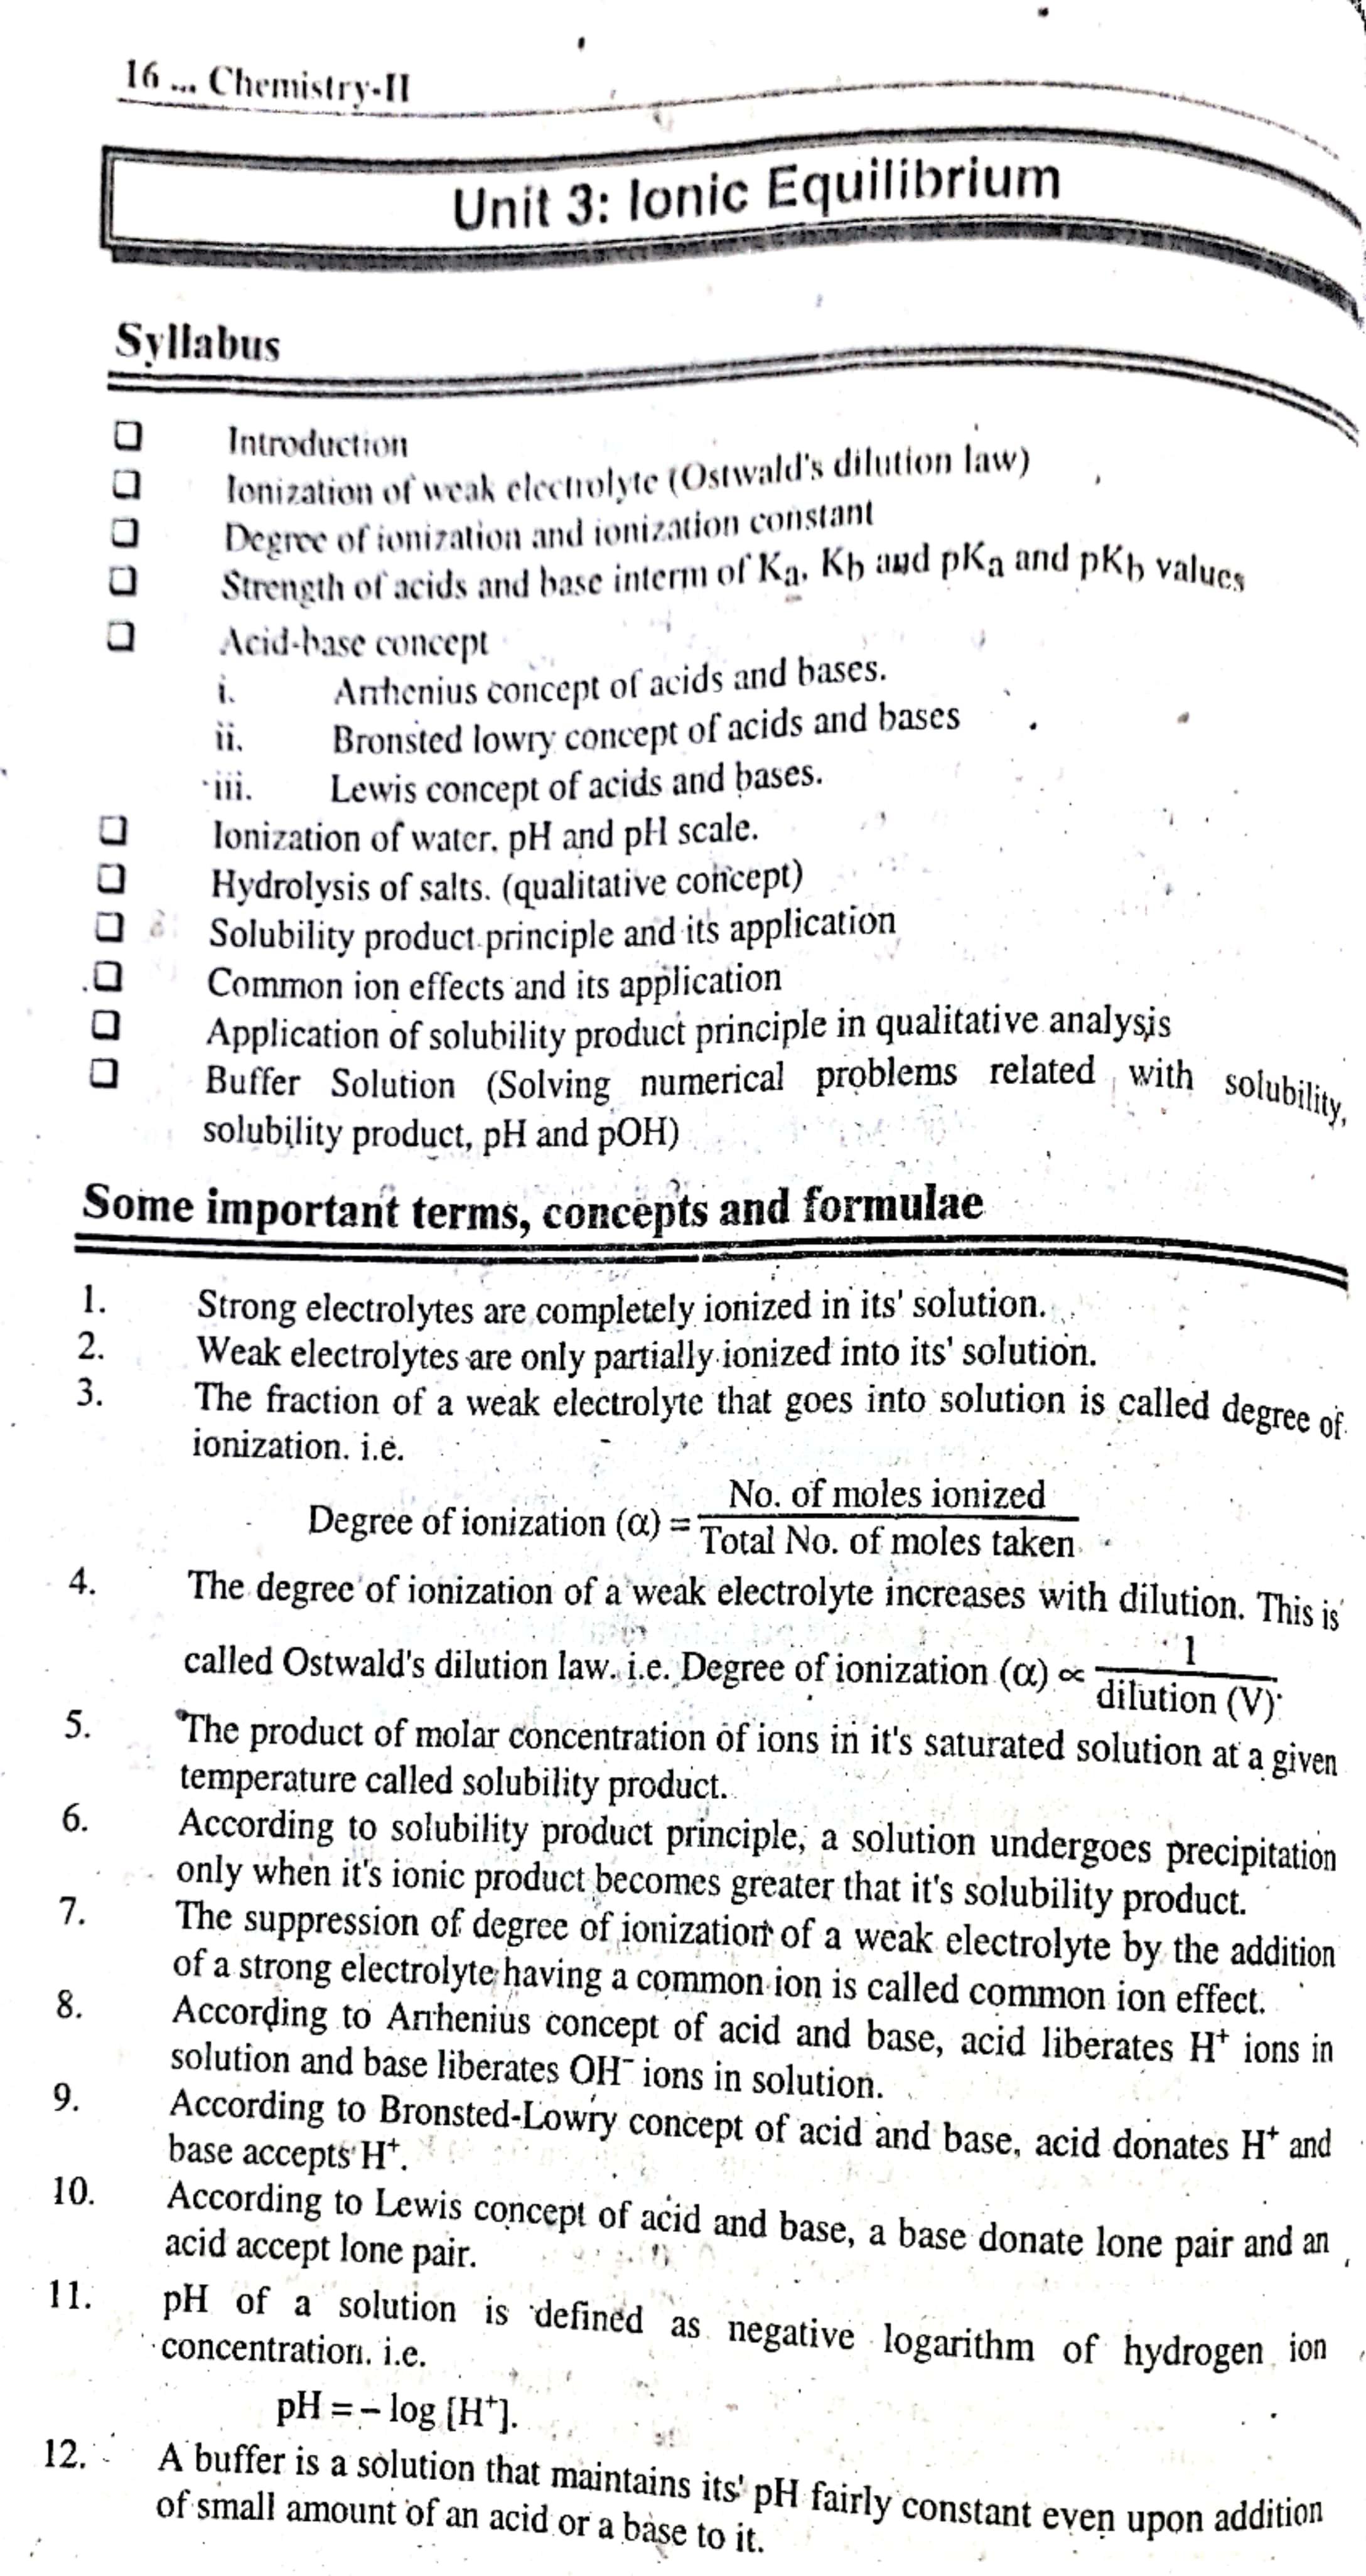 16 ... Chemistry-II
Unit 3: Ionic Equilibrium
Syllabus
❑ Introduction
❑ Ionization of weak electrolyte (Ostwald's dilution law)
❑ Degree of ionization and ionization constant
❑ Strength of acids and base interm of Ka, Kb and pKa and pKb values
❑ Acid-base concept
i. Arrhenius concept of acids and bases.
ii. Bronsted lowry concept of acids and bases
iii. Lewis concept of acids and bases.
❑ Ionization of water. pH and pH scale.
❑ Hydrolysis of salts. (qualitative concept)
❑ Solubility product principle and its application
❑ Common ion effects and its application
❑ Application of solubility product principle in qualitative analysis
❑ Buffer Solution (Solving numerical problems related with solubility,
solubility product, pH and pOH)
Some important terms, concepts and formulae
1. Strong electrolytes are completely ionized in its' solution.
2. Weak electrolytes are only partially ionized into its' solution.
3. The fraction of a weak electrolyte that goes into solution is called degree of
ionization. i.e.
Degree of ionization (α) = No. of moles ionized / Total No. of moles taken
4. The degree of ionization of a weak electrolyte increases with dilution. This is
called Ostwald's dilution law. i.e. Degree of ionization (α) ∝ 1 / dilution (V)
5. The product of molar concentration of ions in it's saturated solution at a given
temperature called solubility product.
6. According to solubility product principle, a solution undergoes precipitation
only when it's ionic product becomes greater that it's solubility product.
7. The suppression of degree of ionization of a weak electrolyte by the addition
of a strong electrolyte having a common ion is called common ion effect.
8. According to Arrhenius concept of acid and base, acid liberates H⁺ ions in
solution and base liberates OH⁻ ions in solution.
9. According to Bronsted-Lowry concept of acid and base, acid donates H⁺ and
base accepts H⁺.
10. According to Lewis concept of acid and base, a base donate lone pair and an
acid accept lone pair.
11. pH of a solution is defined as negative logarithm of hydrogen ion
concentration. i.e.
pH = – log [H⁺].
12. A buffer is a solution that maintains its' pH fairly constant even upon addition
of small amount of an acid or a base to it.